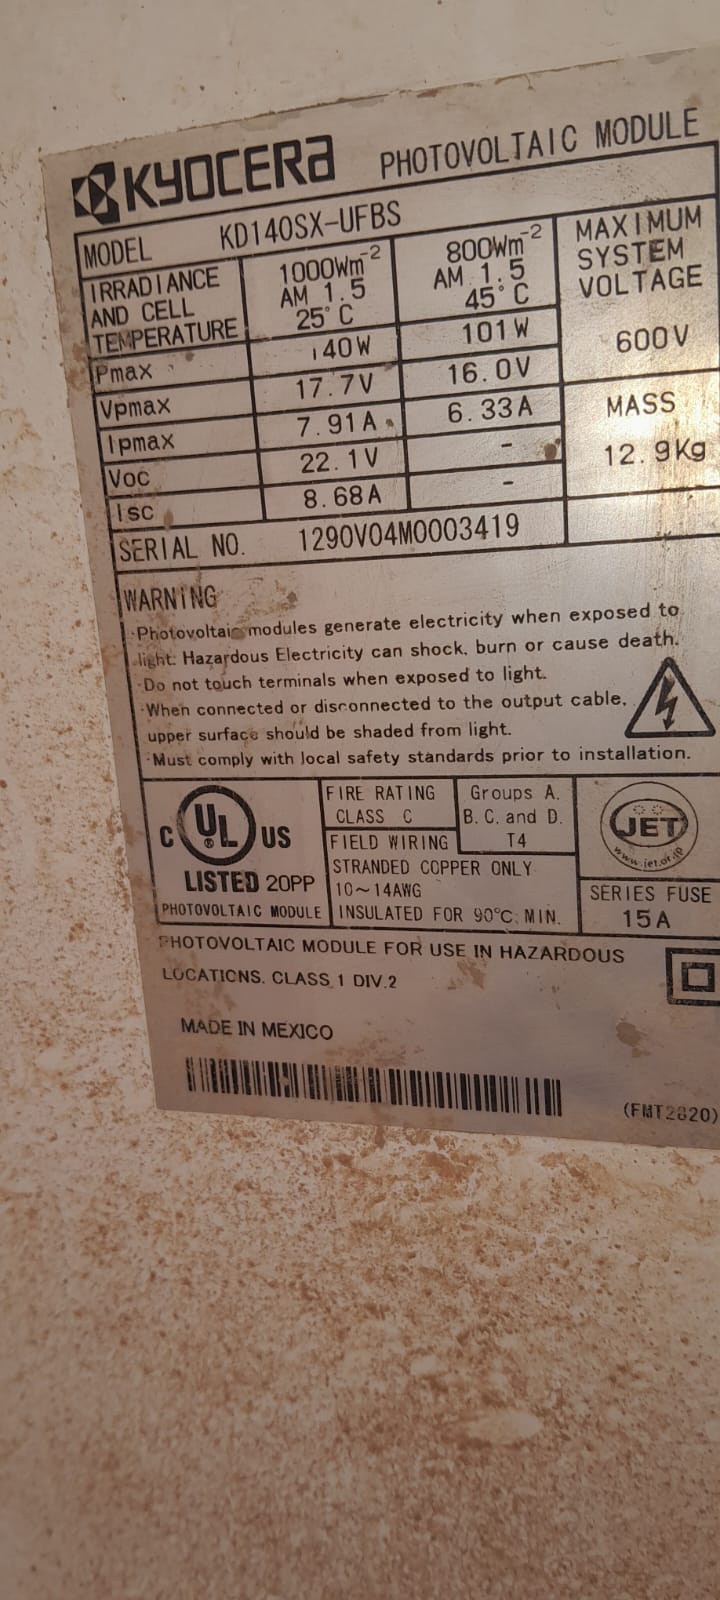 KYOCERA PHOTOVOLTAIC MODULE
MODEL KD140SX-UFBS
IRRADIANCE AND CELL TEMPERATURE 1000Wm-2 AM 1.5 25°C 800Wm-2 AM 1.5 45°C
Pmax 140W 101W
Vpmax 17.7V 16.0V
Ipmax 7.91A 6.33A
Voc 22.1V -
Isc 8.68A -
MAXIMUM
SYSTEM
VOLTAGE
600V
MASS
12.9Kg
SERIAL NO. 1290V04M0003419
WARNING
·Photovoltaic modules generate electricity when exposed to
light. Hazardous Electricity can shock, burn or cause death.
·Do not touch terminals when exposed to light.
·When connected or disconnected to the output cable,
upper surface should be shaded from light.
·Must comply with local safety standards prior to installation.
C UL US
LISTED 20PP
PHOTOVOLTAIC MODULE
FIRE RATING
CLASS C
Groups A.
B. C. and D.
T4
FIELD WIRING
STRANDED COPPER ONLY
10~14AWG
INSULATED FOR 90°C. MIN.
JET
www.jet.or.jp
SERIES FUSE
15A
PHOTOVOLTAIC MODULE FOR USE IN HAZARDOUS
LOCATIONS. CLASS 1 DIV.2
MADE IN MEXICO